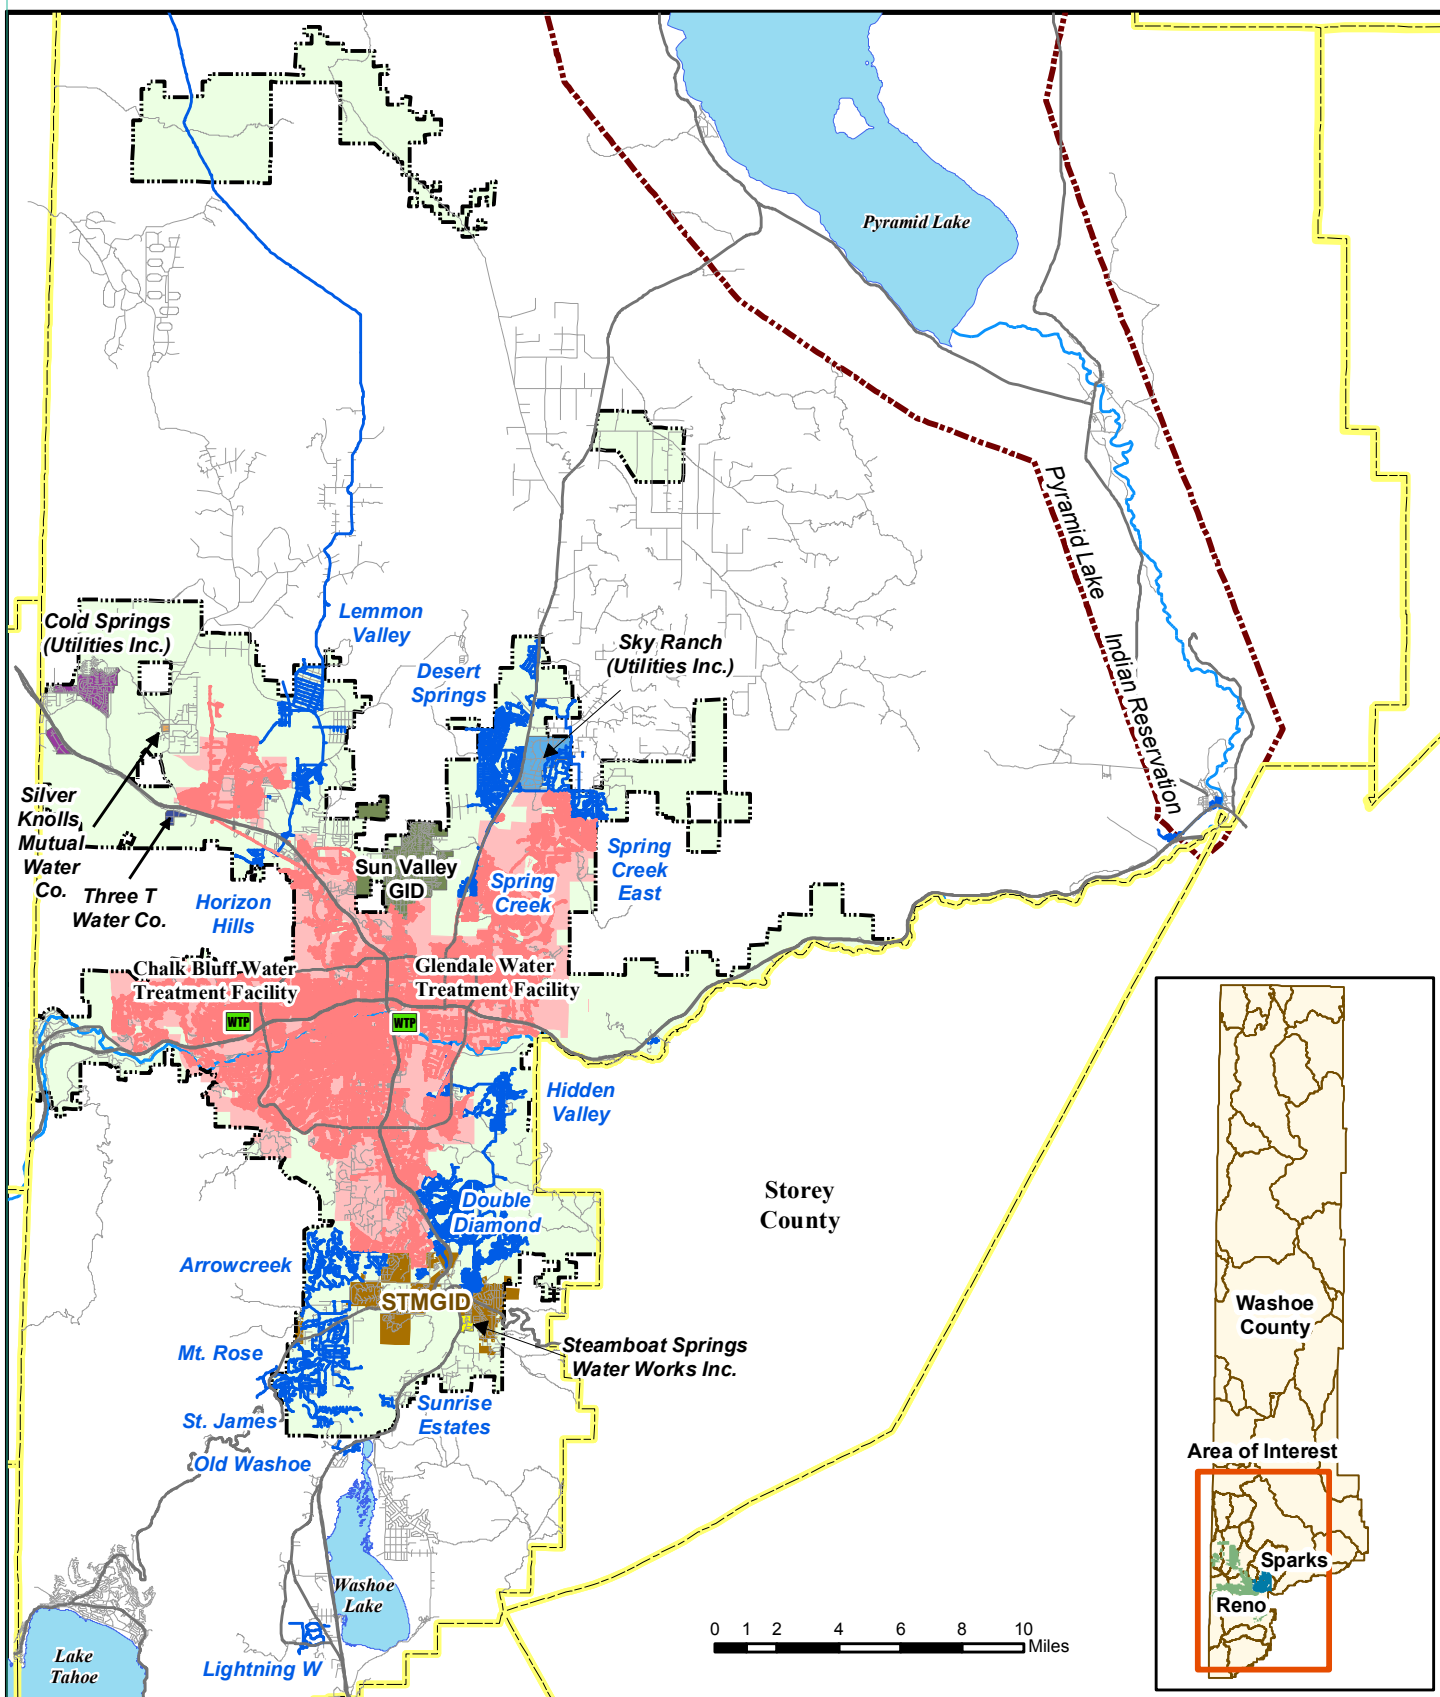 Pyramid Lake
Pyramid Lake
Indian Reservation
Cold Springs
(Utilities Inc.)
Lemmon
Valley
Desert
Springs
Sky Ranch
(Utilities Inc.)
Silver
Knolls
Mutual
Water
Co.
Three T
Water Co.
Horizon
Hills
Sun Valley
GID
Spring
Creek
Spring
Creek
East
Chalk Bluff Water
Treatment Facility
Glendale Water
Treatment Facility
WTP
WTP
Hidden
Valley
Double
Diamond
Storey
County
Arrowcreek
STMGID
Mt. Rose
Steamboat Springs
Water Works Inc.
St. James
Sunrise
Estates
Old Washoe
Washoe
Lake
Lake
Tahoe
Lightning W
0 1 2 4 6 8 10
Miles
Washoe
County
Area of Interest
Sparks
Reno